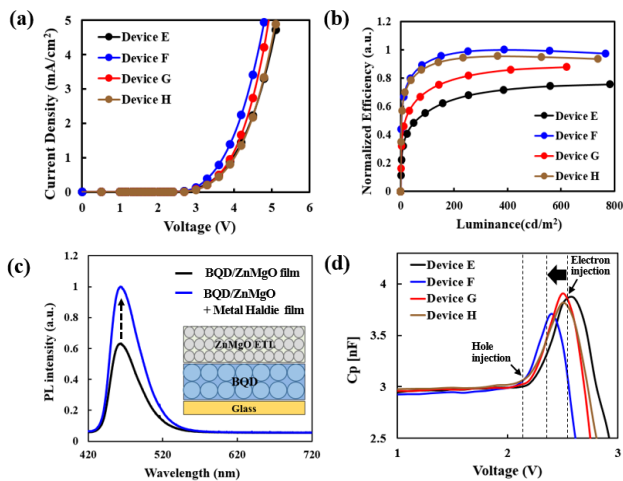 (a)
Current Density (mA/cm²)
5
4
3
2
1
0
Device E
Device F
Device G
Device H
0 1 2 3 4 5 6
Voltage (V)
(b)
Normalized Efficiency (a.u.)
1.2
1
0.8
0.6
0.4
0.2
0
Device E
Device F
Device G
Device H
0 200 400 600 800
Luminance(cd/m²)
(c)
PL intensity (a.u.)
1.2
1
0.8
0.6
0.4
0.2
0
BQD/ZnMgO film
BQD/ZnMgO
+ Metal Haldie film
ZnMgO ETL
BQD
Glass
420 480 540 600 660 720
Wavelength (nm)
(d)
Cp [nF]
4
3.5
3
2.5
Device E
Device F
Device G
Device H
Electron
injection
Hole
injection
1 2 3
Voltage (V)